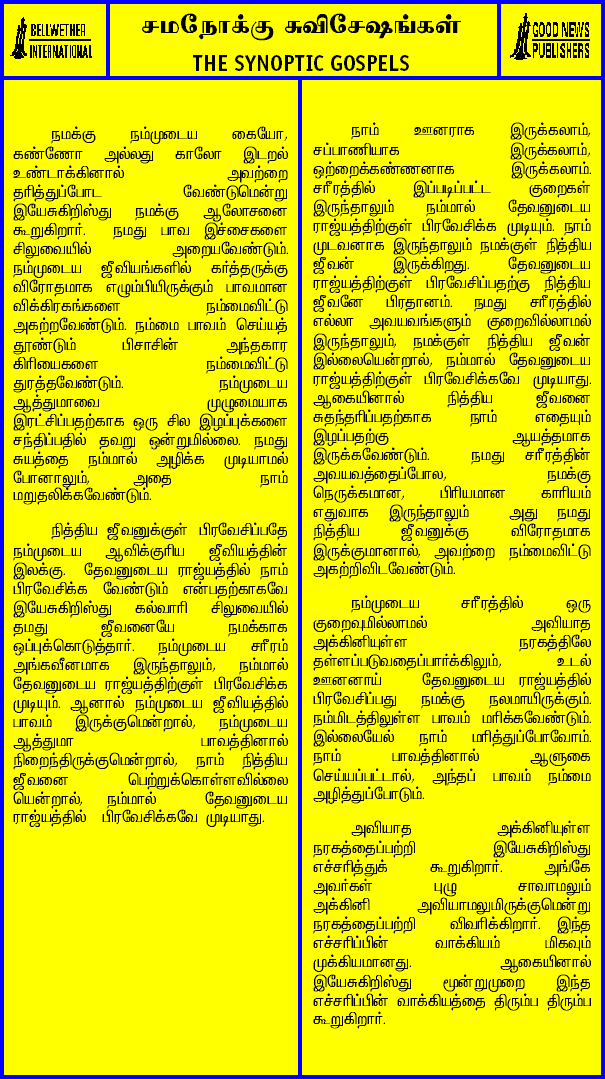 BELLWETHER
INTERNATIONAL
சமநோக்கு சுவிசேஷங்கள்
THE SYNOPTIC GOSPELS
GOOD NEWS
PUBLISHERS
நமக்கு நம்முடைய கையோ,
கண்ணோ அல்லது காலோ இடறல்
உண்டாக்கினால் அவற்றை
தரித்துப்போட வேண்டுமென்று
இயேசுகிறிஸ்து நமக்கு ஆலோசனை
கூறுகிறார். நமது பாவ இச்சைகளை
சிலுவையில் அறையவேண்டும்.
நம்முடைய ஜீவியங்களில் கர்த்தருக்கு
விரோதமாக எழும்பியிருக்கும் பாவமான
விக்கிரகங்களை நம்மைவிட்டு
அகற்றவேண்டும். நம்மை பாவம் செய்யத்
தூண்டும் பிசாசின் அந்தகார
கிரியைகளை நம்மைவிட்டு
துரத்தவேண்டும். நம்முடைய
ஆத்துமாவை முழுமையாக
இரட்சிப்பதற்காக ஒரு சில இழப்புக்களை
சந்திப்பதில் தவறு ஒன்றுமில்லை. நமது
சுயத்தை நம்மால் அழிக்க முடியாமல்
போனாலும், அதை நாம்
மறுதலிக்கவேண்டும்.
நித்திய ஜீவனுக்குள் பிரவேசிப்பதே
நம்முடைய ஆவிக்குரிய ஜீவியத்தின்
இலக்கு. தேவனுடைய ராஜ்யத்தில் நாம்
பிரவேசிக்க வேண்டும் என்பதற்காகவே
இயேசுகிறிஸ்து கல்வாரி சிலுவையில்
தமது ஜீவனையே நமக்காக
ஒப்புக்கொடுத்தார். நம்முடைய சரீரம்
அங்கவீனமாக இருந்தாலும், நம்மால்
தேவனுடைய ராஜ்யத்திற்குள் பிரவேசிக்க
முடியும். ஆனால் நம்முடைய ஜீவியத்தில்
பாவம் இருக்குமென்றால், நம்முடைய
ஆத்துமா பாவத்தினால்
நிறைந்திருக்குமென்றால், நாம் நித்திய
ஜீவனை பெற்றுக்கொள்ளவில்லை
யென்றால், நம்மால் தேவனுடைய
ராஜ்யத்தில் பிரவேசிக்கவே முடியாது.
நாம் ஊனராக இருக்கலாம்,
சப்பாணியாக இருக்கலாம்,
ஒற்றைக்கண்ணனாக இருக்கலாம்.
சரீரத்தில் இப்படிப்பட்ட குறைகள்
இருந்தாலும் நம்மால் தேவனுடைய
ராஜ்யத்திற்குள் பிரவேசிக்க முடியும். நாம்
முடவனாக இருந்தாலும் நமக்குள் நித்திய
ஜீவன் இருக்கிறது. தேவனுடைய
ராஜ்யத்திற்குள் பிரவேசிப்பதற்கு நித்திய
ஜீவனே பிரதானம். நமது சரீரத்தில்
எல்லா அவயவங்களும் குறைவில்லாமல்
இருந்தாலும், நமக்குள் நித்திய ஜீவன்
இல்லையென்றால், நம்மால் தேவனுடைய
ராஜ்யத்திற்குள் பிரவேசிக்கவே முடியாது.
ஆகையினால் நித்திய ஜீவனை
சுதந்தரிப்பதற்காக நாம் எதையும்
இழப்பதற்கு ஆயத்தமாக
இருக்கவேண்டும். நமது சரீரத்தின்
அவயவத்தைப்போல, நமக்கு
நெருக்கமான, பிரியமான காரியம்
எதுவாக இருந்தாலும் அது நமது
நித்திய ஜீவனுக்கு விரோதமாக
இருக்குமானால், அவற்றை நம்மைவிட்டு
அகற்றிவிடவேண்டும்.
நம்முடைய சரீரத்தில் ஒரு
குறைவுமில்லாமல் அவியாத
அக்கினியுள்ள நரகத்திலே
தள்ளப்படுவதைப்பார்க்கிலும், உடல்
ஊனனாய் தேவனுடைய ராஜ்யத்தில்
பிரவேசிப்பது நமக்கு நலமாயிருக்கும்.
நம்மிடத்திலுள்ள பாவம் மரிக்கவேண்டும்.
இல்லையேல் நாம் மரித்துப்போவோம்.
நாம் பாவத்தினால் ஆளுகை
செய்யப்பட்டால், அந்தப் பாவம் நம்மை
அழித்துப்போடும்.
அவியாத அக்கினியுள்ள
நரகத்தைப்பற்றி இயேசுகிறிஸ்து
எச்சரித்துக் கூறுகிறார். அங்கே
அவர்கள் புழு சாவாமலும்
அக்கினி அவியாமலுமிருக்குமென்று
நரகத்தைப்பற்றி விவரிக்கிறார். இந்த
எச்சரிப்பின் வாக்கியம் மிகவும்
முக்கியமானது. ஆகையினால்
இயேசுகிறிஸ்து மூன்றுமுறை இந்த
எச்சரிப்பின் வாக்கியத்தை திரும்ப திரும்ப
கூறுகிறார்.